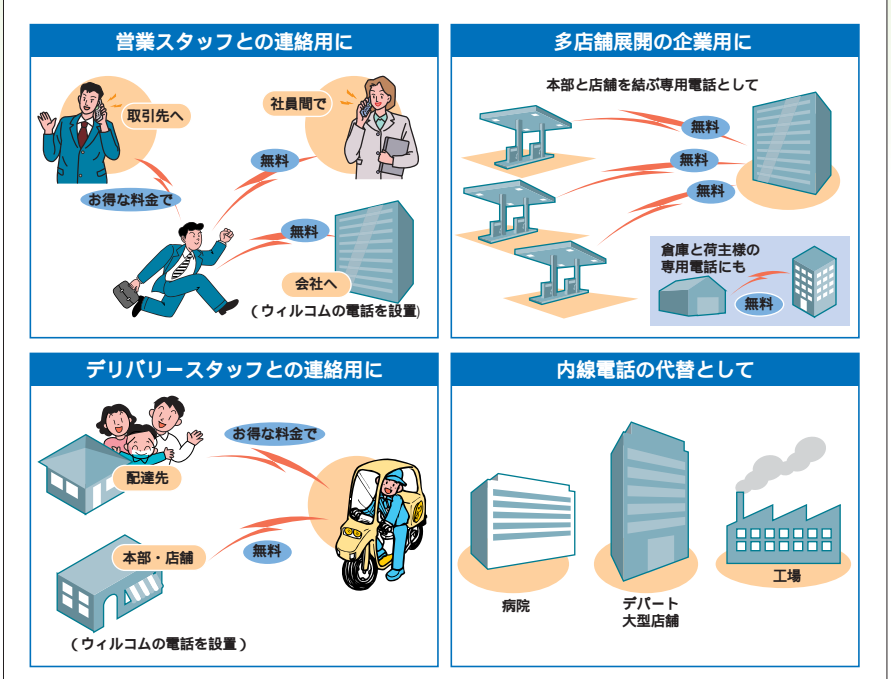 営業スタッフとの連絡用に
取引先へ
社員間で
無料
お得な料金で
無料
会社へ
(ウィルコムの電話を設置)
多店舗展開の企業用に
本部と店舗を結ぶ専用電話として
無料
無料
無料
倉庫と荷主様の
専用電話にも
無料
デリバリースタッフとの連絡用に
お得な料金で
配達先
本部・店舗
無料
(ウィルコムの電話を設置)
内線電話の代替として
病院
デパート
大型店舗
工場